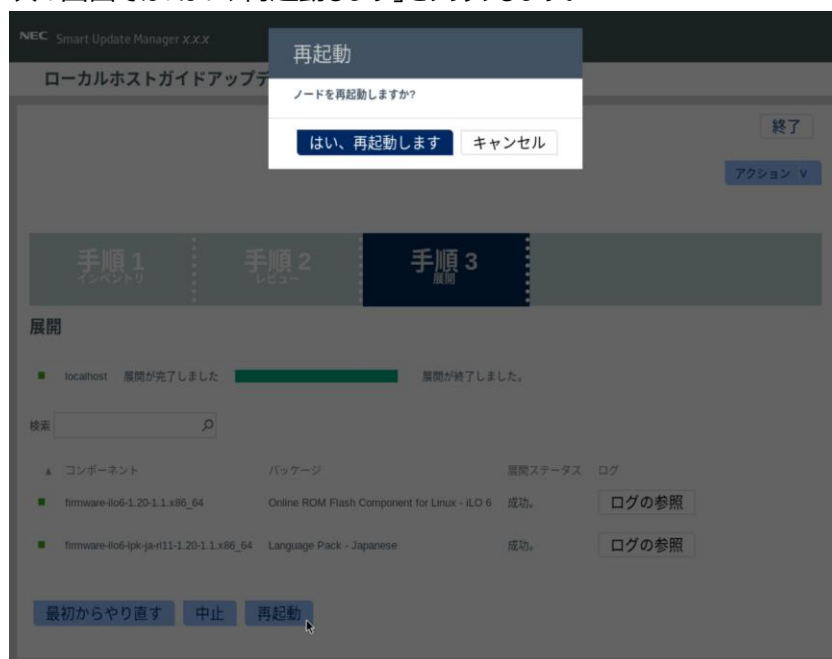 NEC Smart Update Manager X.X.X
再起動
ローカルホストガイドアップデ
ノードを再起動しますか?
はい、再起動します キャンセル
終了
アクション ∨
手順 1 手順 2 手順 3
インベントリ レビュー 展開
展開
localhost 展開が完了しました 展開が終了しました。
検索
コンポーネント パッケージ 展開ステータス ログ
firmware-ilo6-1.20-1.1.x86_64 Online ROM Flash Component for Linux - iLO 6 成功。 ログの参照
firmware-ilo6-lpk-ja-ri11-1.20-1.1.x86_64 Language Pack - Japanese 成功。 ログの参照
最初からやり直す 中止 再起動